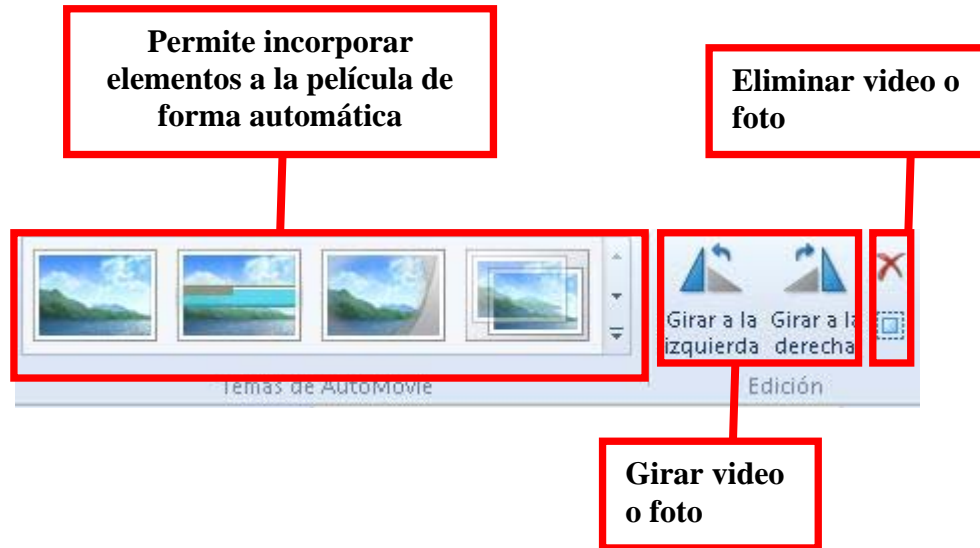 Permite incorporar
elementos a la película de
forma automática
Eliminar video o
foto
Girar a la
izquierda
Girar a la
derecha
Temas de AutoMovie
Edición
Girar video
o foto